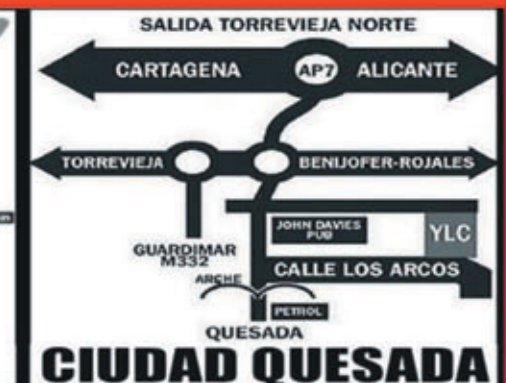 SALIDA TORREVIEJA NORTE
CARTAGENA AP7 ALICANTE
TORREVIEJA BENIJOFER-ROJALES
JOHN DAVIES
PUB
YLC
GUARDIMAR
M332
CALLE LOS ARCOS
ARCHE
PETROL
QUESADA
CIUDAD QUESADA